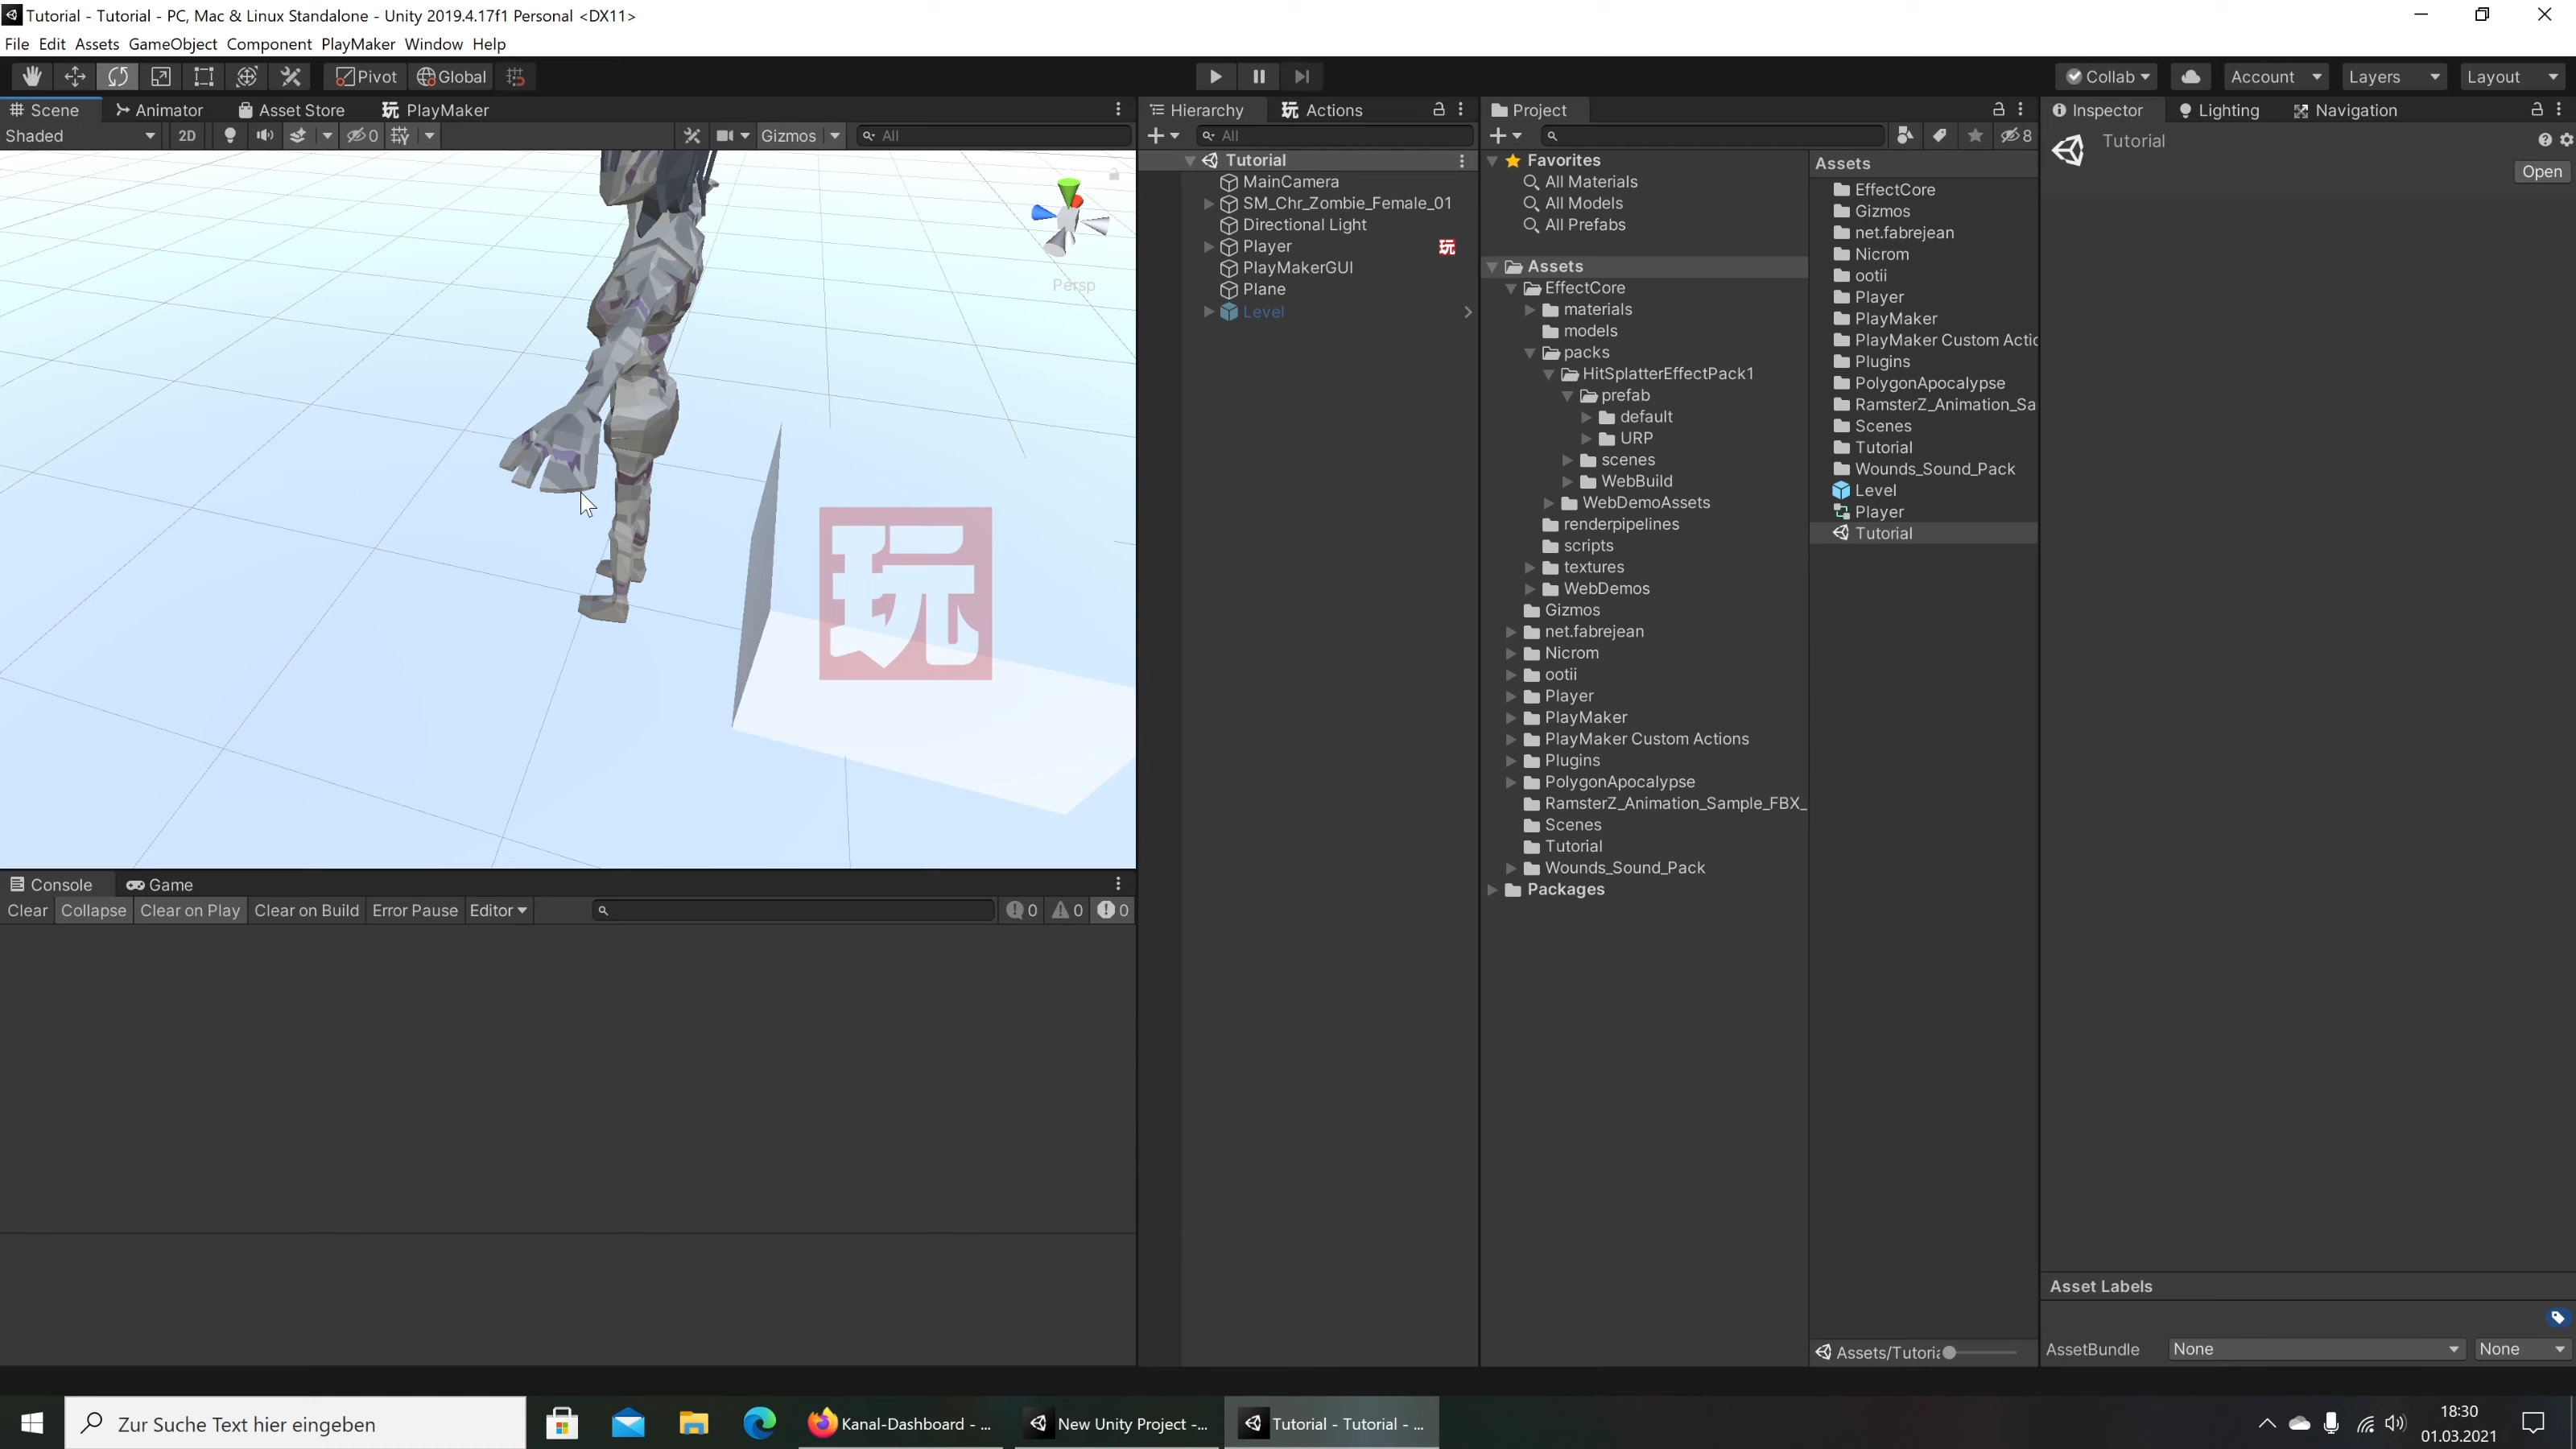 Tutorial - Tutorial - PC, Mac & Linux Standalone - Unity 2019.4.17f1 Personal <DX11>
File Edit Assets GameObject Component PlayMaker Window Help
Pivot Global Collab Account Layers Layout
Scene Animator Asset Store PlayMaker
Shaded 2D 0 Gizmos All
Persp
玩
Console Game
Clear Collapse Clear on Play Clear on Build Error Pause Editor 0 0 0
玩 Hierarchy 玩 Actions
All
Tutorial
MainCamera
SM_Chr_Zombie_Female_01
Directional Light
Player 玩
PlayMakerGUI
Plane
Level
Project
8
Favorites
All Materials
All Models
All Prefabs
Assets
EffectCore
materials
models
packs
HitSplatterEffectPack1
prefab
default
URP
scenes
WebBuild
WebDemoAssets
renderpipelines
scripts
textures
WebDemos
Gizmos
net.fabrejean
Nicrom
ootii
Player
PlayMaker
PlayMaker Custom Actions
Plugins
PolygonApocalypse
RamsterZ_Animation_Sample_FBX_
Scenes
Tutorial
Wounds_Sound_Pack
Packages
Assets
EffectCore
Gizmos
net.fabrejean
Nicrom
ootii
Player
PlayMaker
PlayMaker Custom Actic
Plugins
PolygonApocalypse
RamsterZ_Animation_Sa
Scenes
Tutorial
Wounds_Sound_Pack
Level
Player
Tutorial
Assets/Tutoria
Inspector Lighting Navigation
Tutorial
Open
Asset Labels
AssetBundle None None
Zur Suche Text hier eingeben
Kanal-Dashboard - ...
New Unity Project -...
Tutorial - Tutorial - ...
18:30
01.03.2021